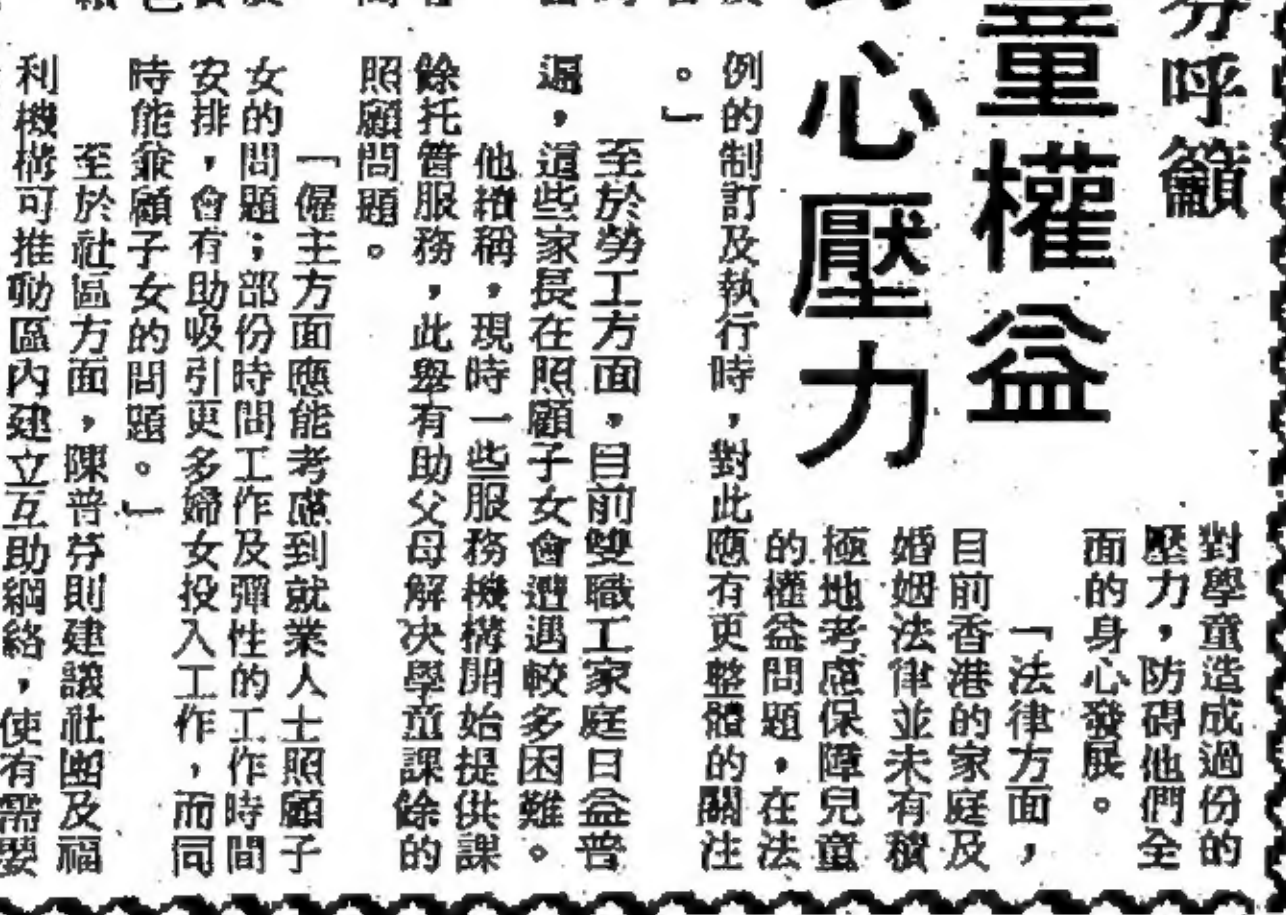 芬呼籲
童權益
心壓力
對學童造成過份的
壓力，防碍他們全
面的身心發展。
「法律方面，
目前香港的家庭及
婚姻法律並未有積
極地考慮保障兒童
的權益問題，在法
例的制訂及執行時，對此應有更整體的關注
。」
至於勞工方面，目前雙職工家庭日益普
遍，這些家長在照顧子女會遭遇較多困難。
他續稱，現時一些服務機構開始提供課
餘托管服務，此舉有助父母解決學童課餘的
照顧問題。
「僱主方面應能考慮到就業人士照顧子
女的問題；部份時間工作及彈性的工作時間
安排，會有助吸引更多婦女投入工作，而同
時能兼顧子女的問題。」
至於社區方面，陳普芬則建議社團及福
利機構可推動區內建立互助網絡，使有需要